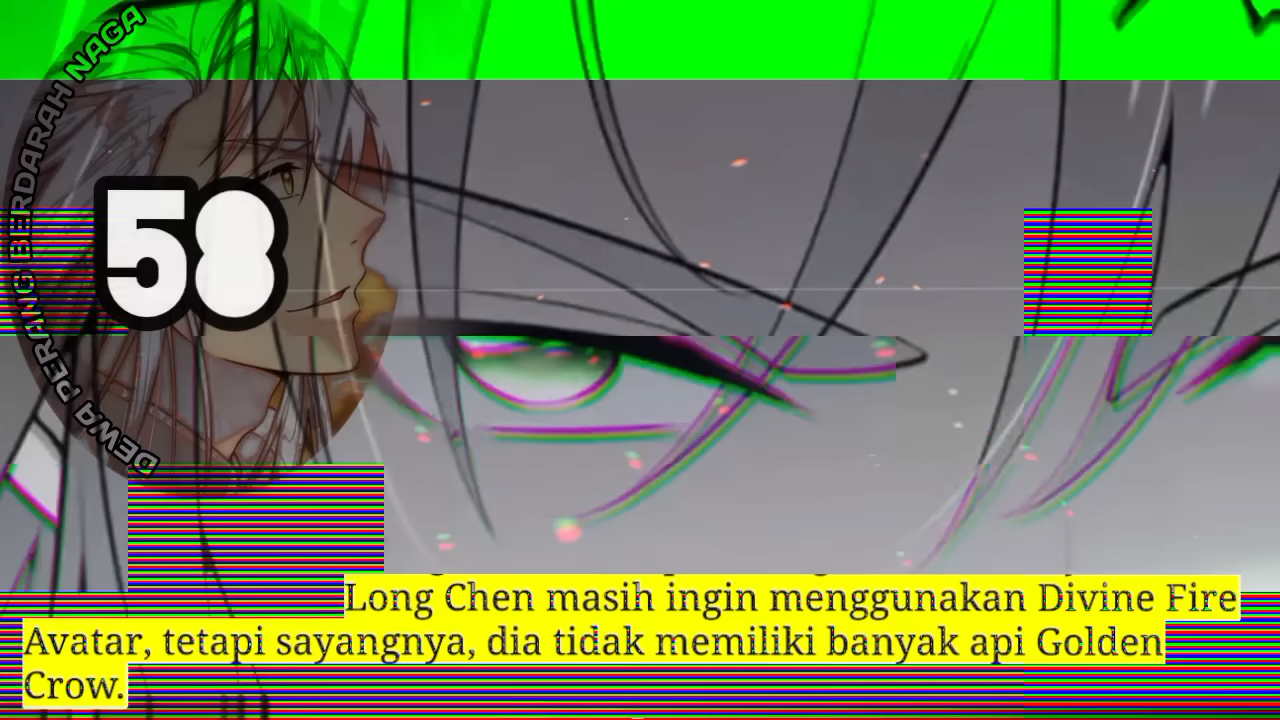 DEWA PERANG BERDARAH NAGA
58
Long Chen masih ingin menggunakan Divine Fire
Avatar, tetapi sayangnya, dia tidak memiliki banyak api Golden
Crow.